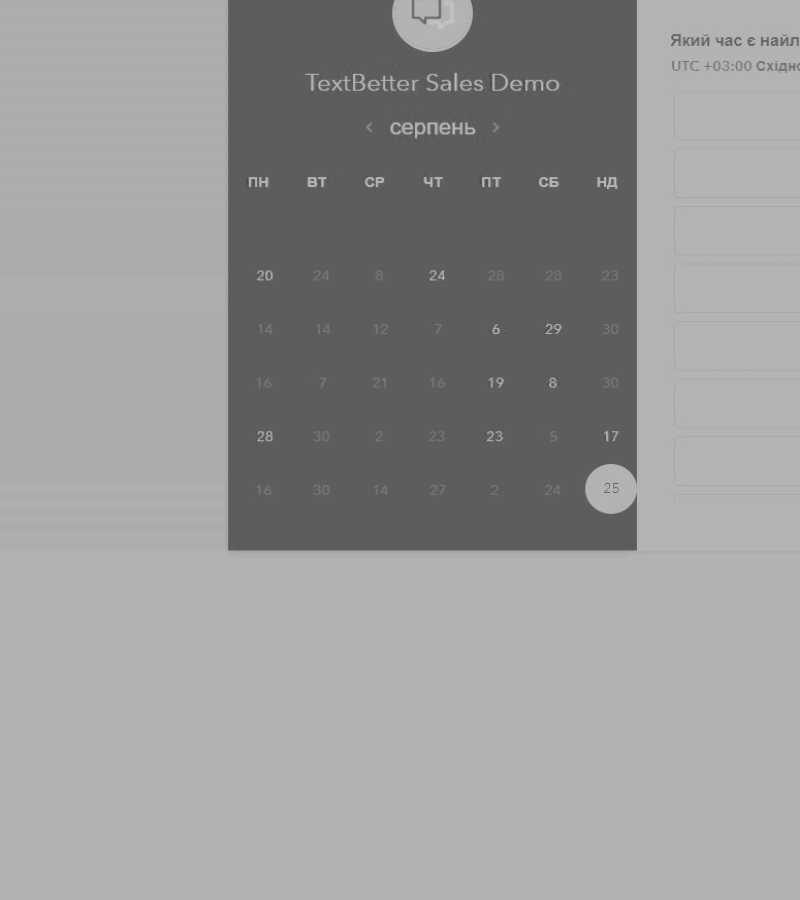 TextBetter Sales Demo
серпень
ПН ВТ СР ЧТ ПТ СБ НД
20 24 8 24 28 28 23
14 14 12 7 6 29 30
16 7 21 16 19 8 30
28 30 2 23 23 5 17
16 30 14 27 2 24 25
Який час є
UTC +03:00